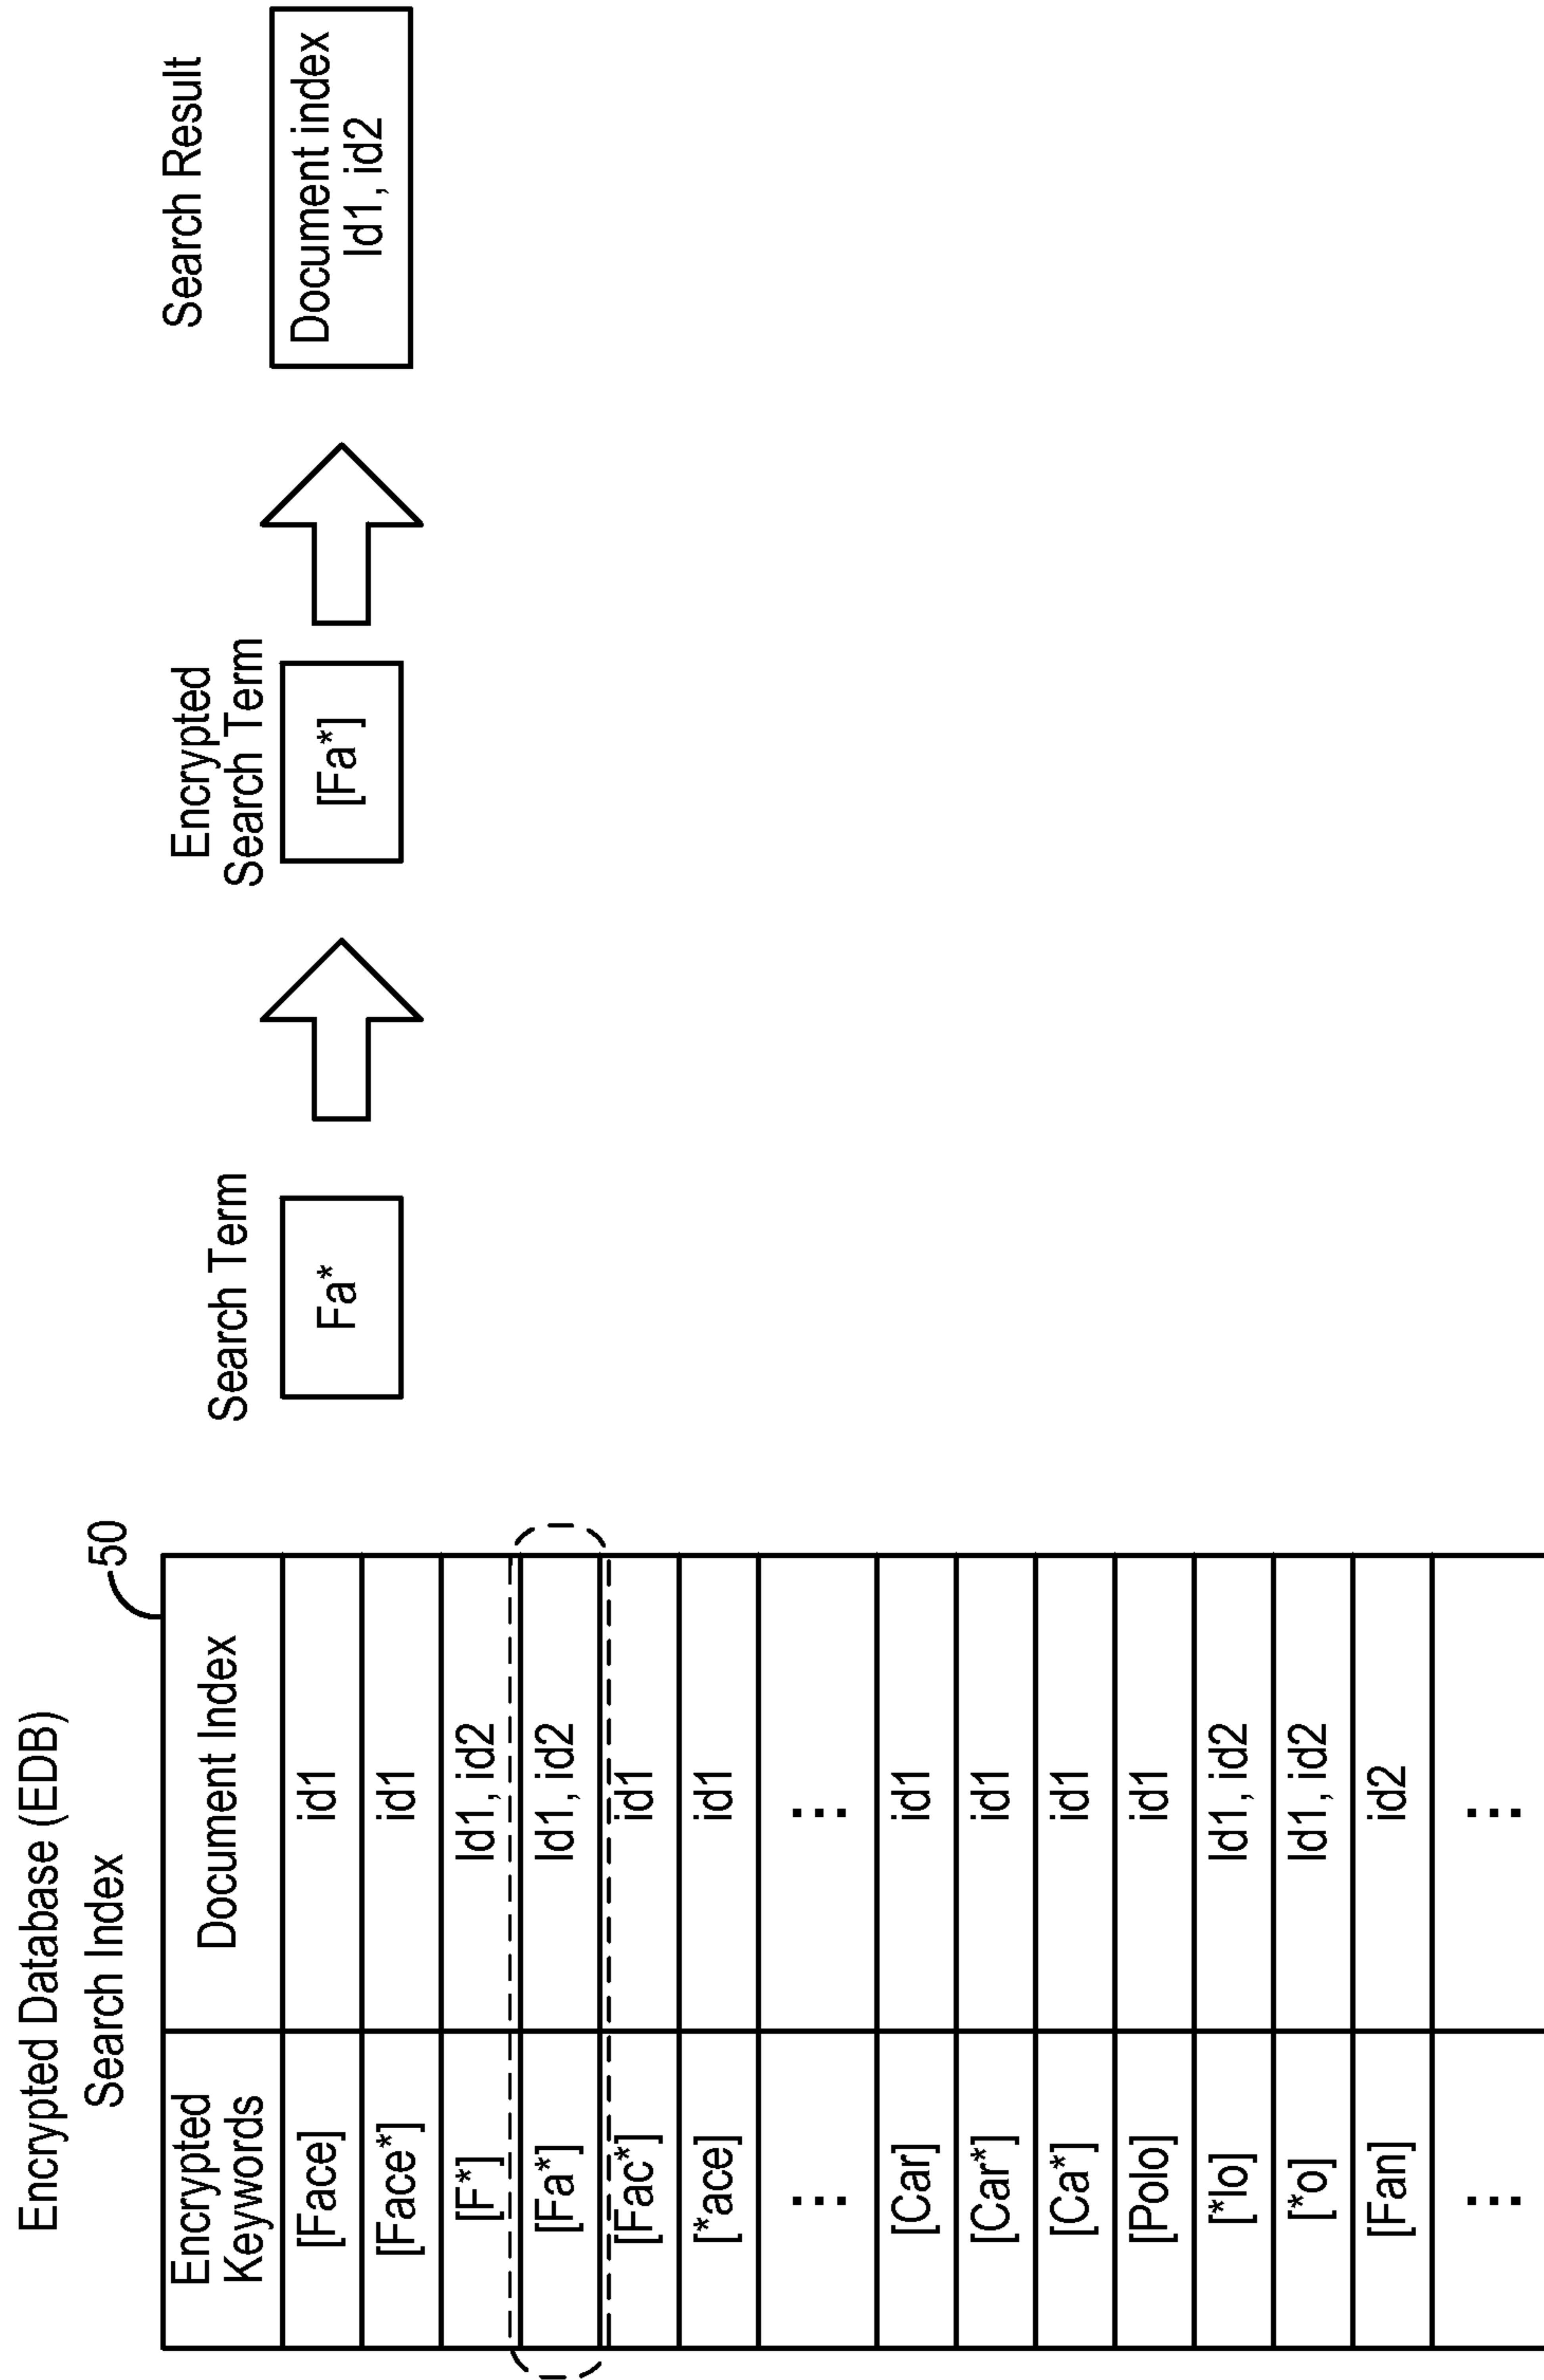 Encrypted Database (EDB)
Search Index
50
Encrypted
Keywords
Document Index
[Face]
id1
[Face*]
id1
[F*]
Id1, id2
[Fa*]
Id1, id2
[Fac*]
id1
[*ace]
id1
⋮
⋮
[Car]
id1
[Car*]
id1
[Ca*]
id1
[Polo]
id1
[*lo]
Id1, id2
[*o]
Id1, id2
[Fan]
id2
⋮
⋮
Search Term
Fa*
Encrypted
Search Term
[Fa*]
Search Result
Document index
Id1, id2